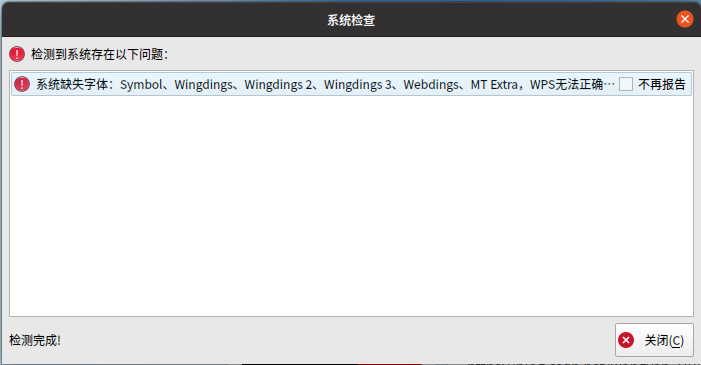 系统检查
检测到系统存在以下问题：
系统缺失字体：Symbol、Wingdings、Wingdings 2、Wingdings 3、Webdings、MT Extra，WPS无法正确… 不再报告
检测完成!
关闭(C)